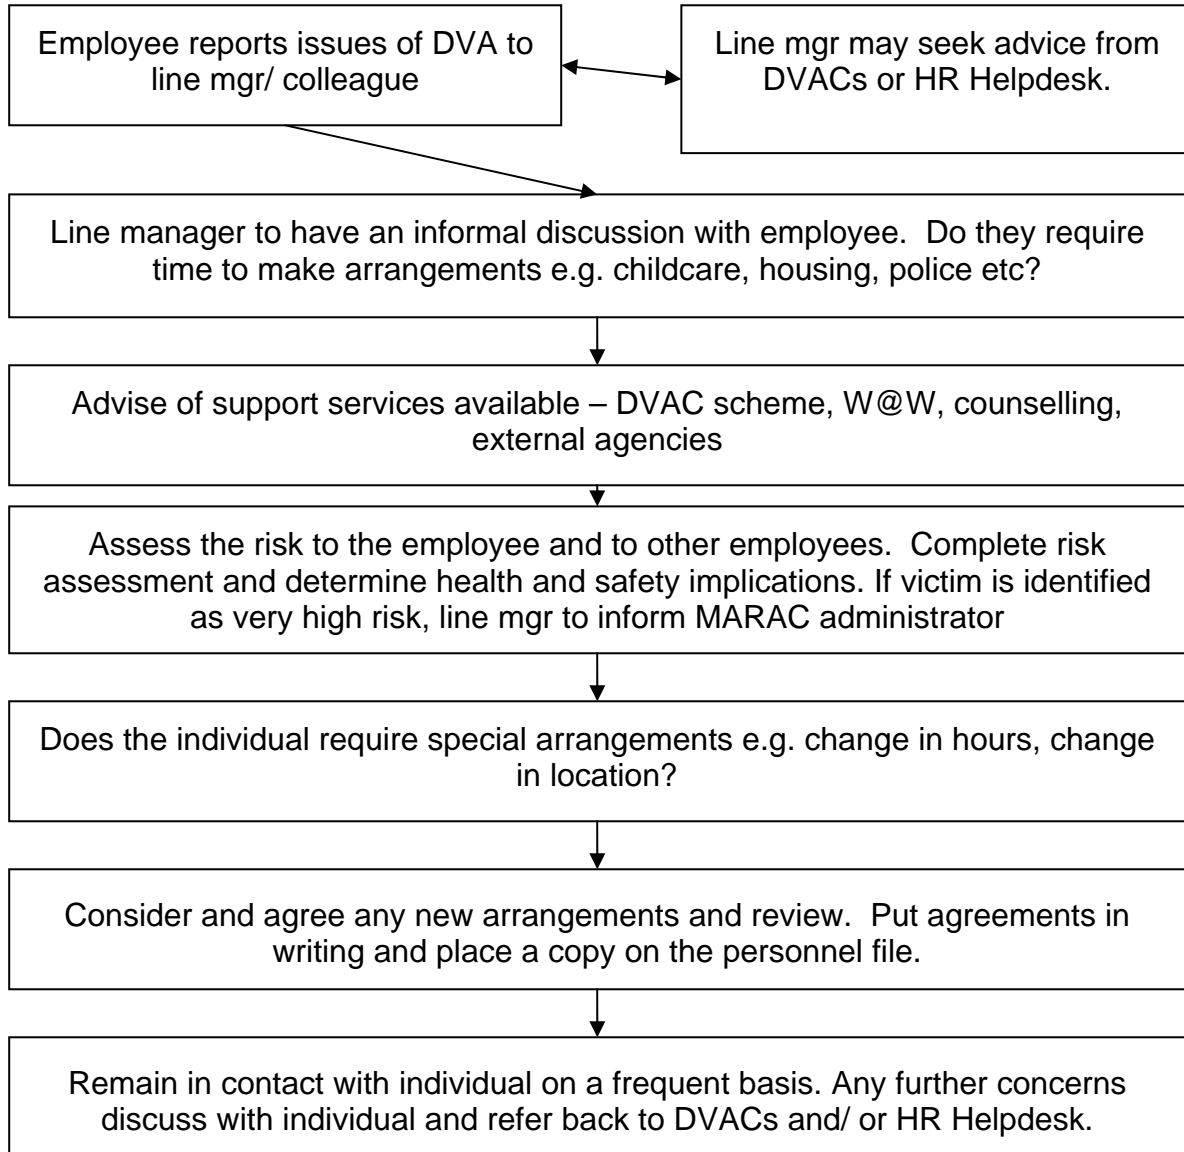 Employee reports issues of DVA to
line mgr/ colleague
Line mgr may seek advice from
DVACs or HR Helpdesk.
Line manager to have an informal discussion with employee.  Do they require
time to make arrangements e.g. childcare, housing, police etc?
Advise of support services available – DVAC scheme, W@W, counselling,
external agencies
Assess the risk to the employee and to other employees.  Complete risk
assessment and determine health and safety implications. If victim is identified
as very high risk, line mgr to inform MARAC administrator
Does the individual require special arrangements e.g. change in hours, change
in location?
Consider and agree any new arrangements and review.  Put agreements in
writing and place a copy on the personnel file.
Remain in contact with individual on a frequent basis. Any further concerns
discuss with individual and refer back to DVACs and/ or HR Helpdesk.